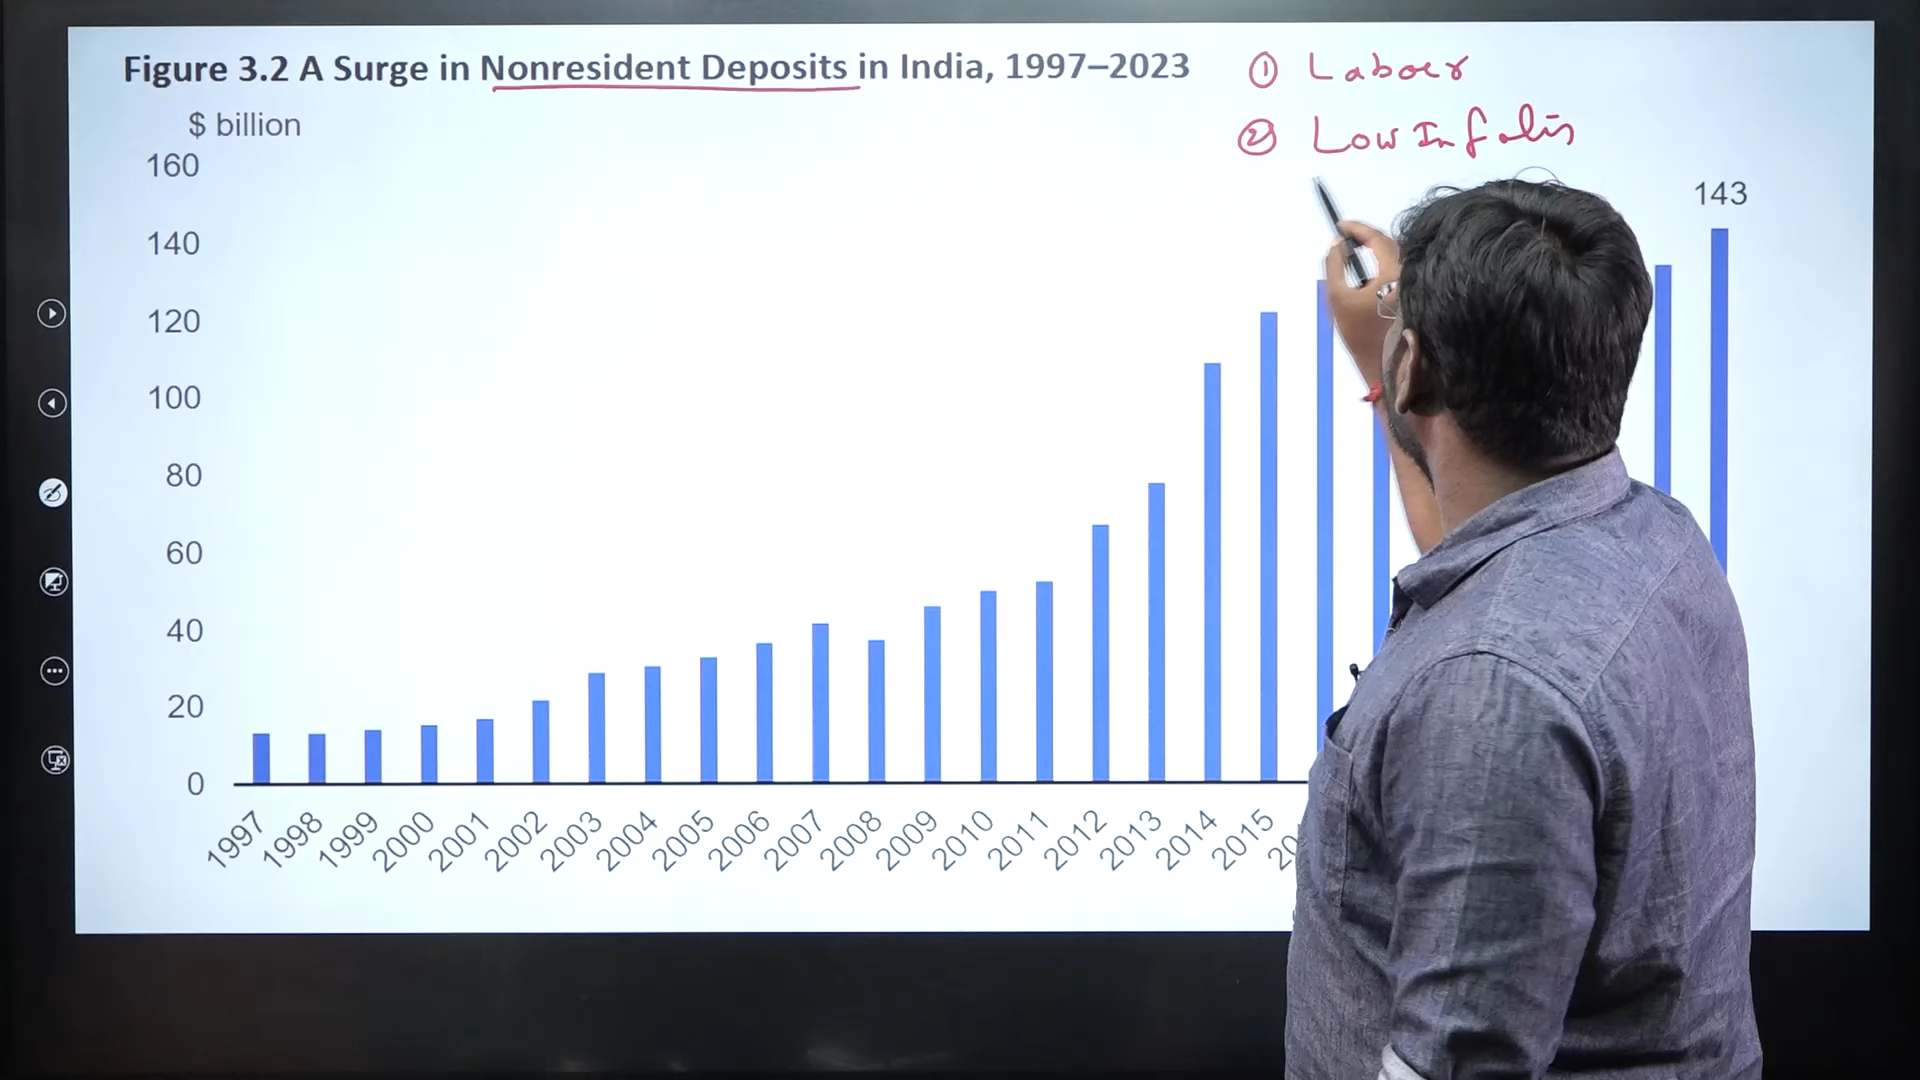 Figure 3.2 A Surge in Nonresident Deposits in India, 1997–2023
① Labour
② Low
$ billion
160
143
140
120
100
80
60
40
20
0
1997 1998 1999 2000 2001 2002 2003 2004 2005 2006 2007 2008 2009 2010 2011 2012 2013 2014 2015